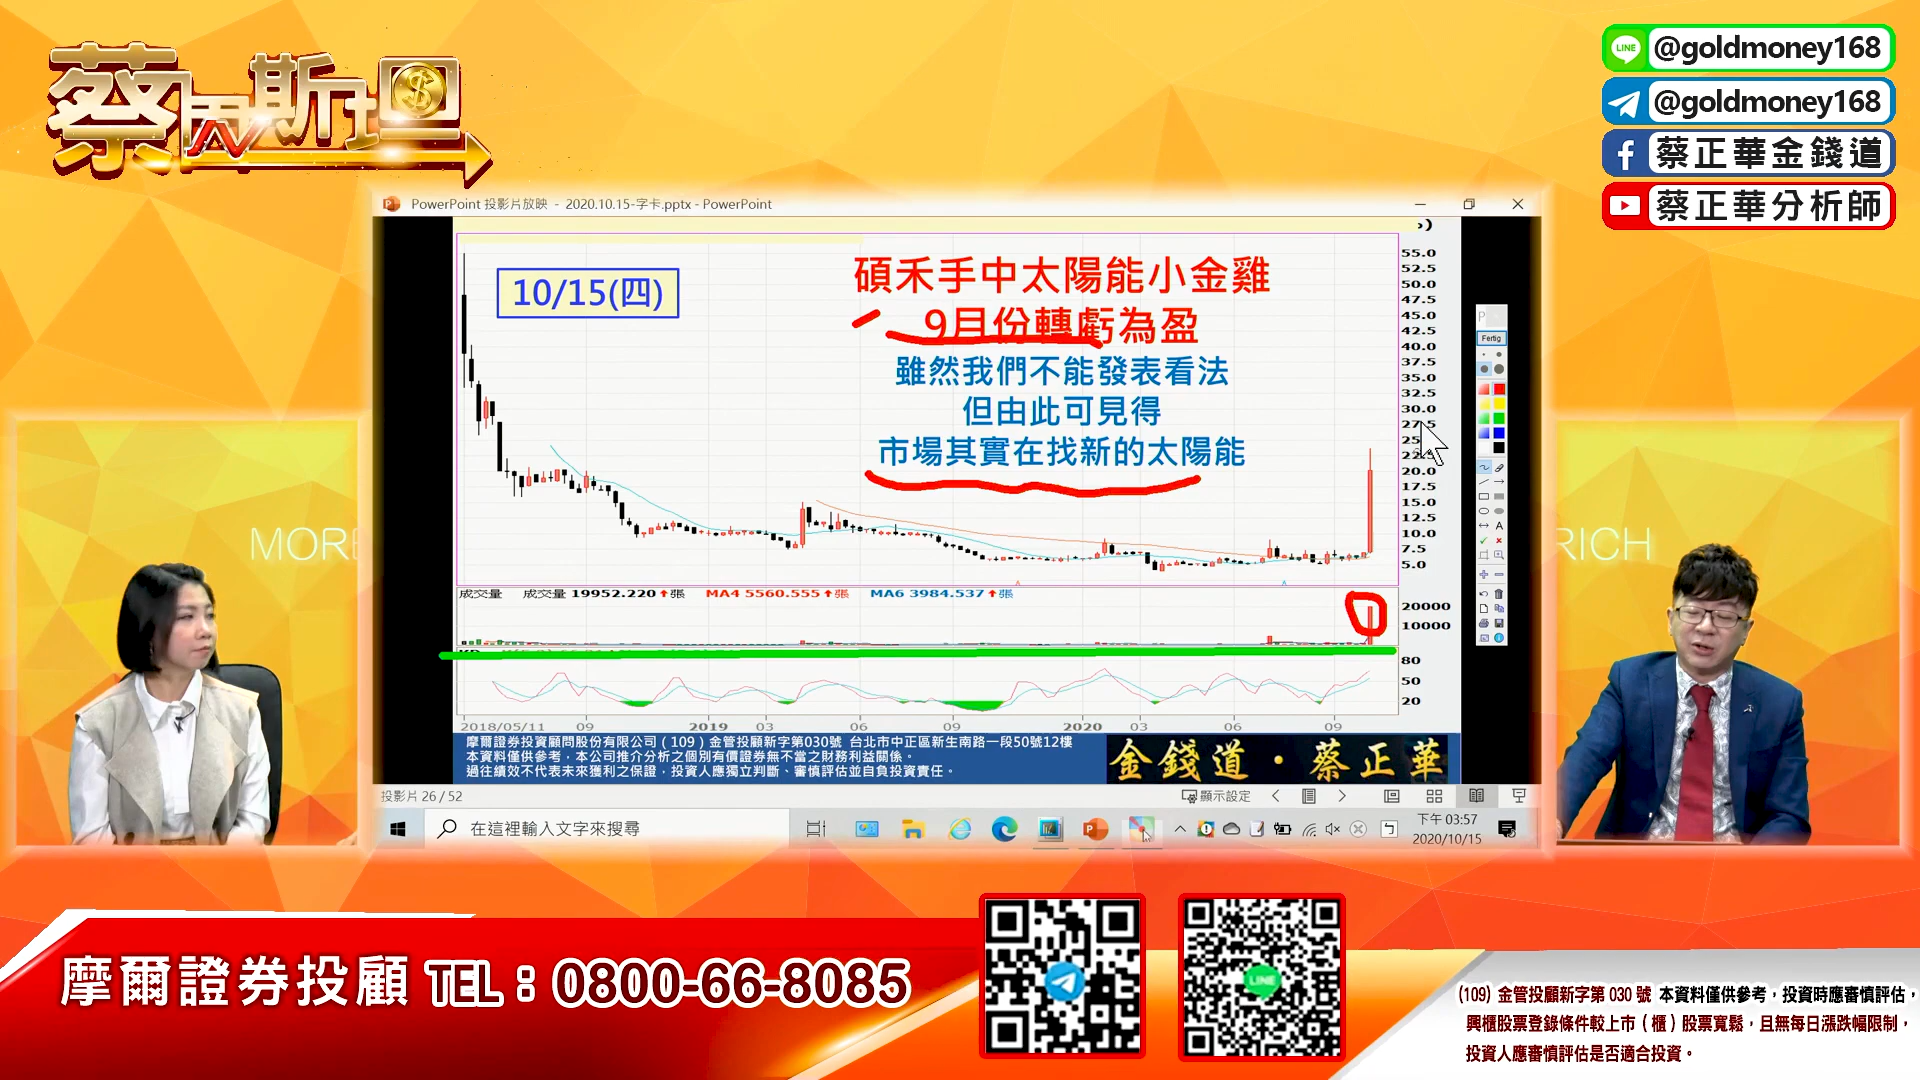 蔡因斯坦
LINE @goldmoney168
@goldmoney168
蔡正華金錢道
蔡正華分析師
PowerPoint 投影片放映 - 2020.10.15-字卡.pptx - PowerPoint
10/15(四)
碩禾手中太陽能小金雞
9月份轉虧為盈
雖然我們不能發表看法
但由此可見得
市場其實在找新的太陽能
55.0
52.5
50.0
47.5
45.0
42.5
40.0
37.5
35.0
32.5
30.0
27.5
20.0
17.5
15.0
12.5
10.0
7.5
5.0
Fertig
成交量 成交量 19952.220↑張 MA4 5560.555↑張 MA6 3984.537↑張
20000
10000
80
50
20
2018/05/11 09 2019 03 06 09 2020 03 06 09
摩爾證券投資顧問股份有限公司（109）金管投顧新字第030號 台北市中正區新生南路一段50號12樓
本資料僅供參考，本公司推介分析之個別有價證券無不當之財務利益關係。
過往績效不代表未來獲利之保證，投資人應獨立判斷、審慎評估並自負投資責任。
金錢道・蔡正華
投影片 26 / 52
顯示設定
在這裡輸入文字來搜尋
下午 03:57
2020/10/15
MORE
RICH
摩爾證券投顧 TEL：0800-66-8085
LINE
(109) 金管投顧新字第 030 號 本資料僅供參考，投資時應審慎評估，
興櫃股票登錄條件較上市（櫃）股票寬鬆，且無每日漲跌幅限制，
投資人應審慎評估是否適合投資。